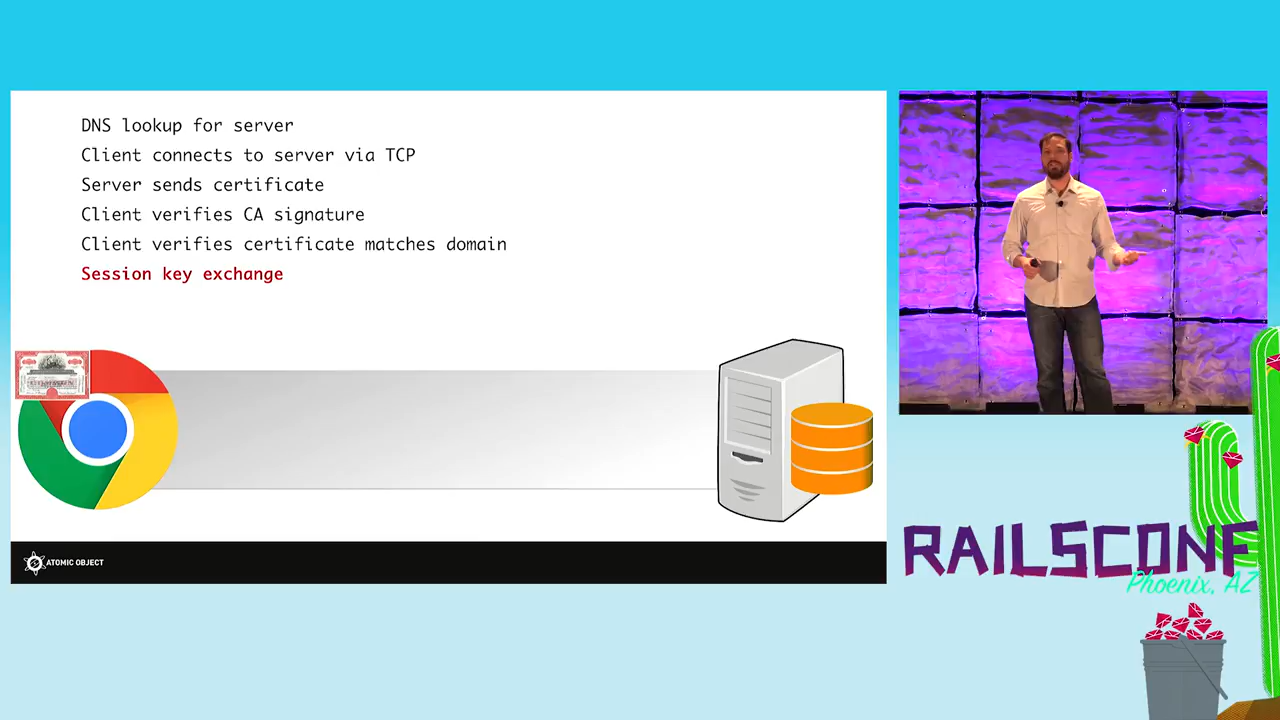 DNS lookup for server
Client connects to server via TCP
Server sends certificate
Client verifies CA signature
Client verifies certificate matches domain
Session key exchange
ATOMIC OBJECT
RAILSCONF
Phoenix, AZ